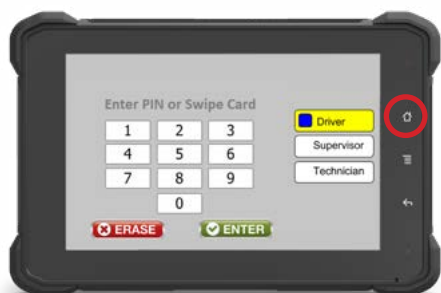 Enter PIN or Swipe Card
1 2 3
4 5 6
7 8 9
0
ERASE
ENTER
Driver
Supervisor
Technician